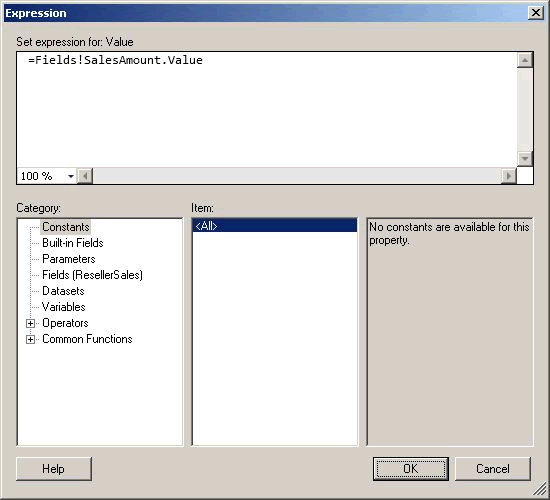 Expression
Set expression for: Value
=Fields!SalesAmount.Value
100 %
Category:
Item:
Constants
Built-in Fields
Parameters
Fields (ResellerSales)
Datasets
Variables
Operators
Common Functions
<All>
No constants are available for this
property.
Help
OK
Cancel